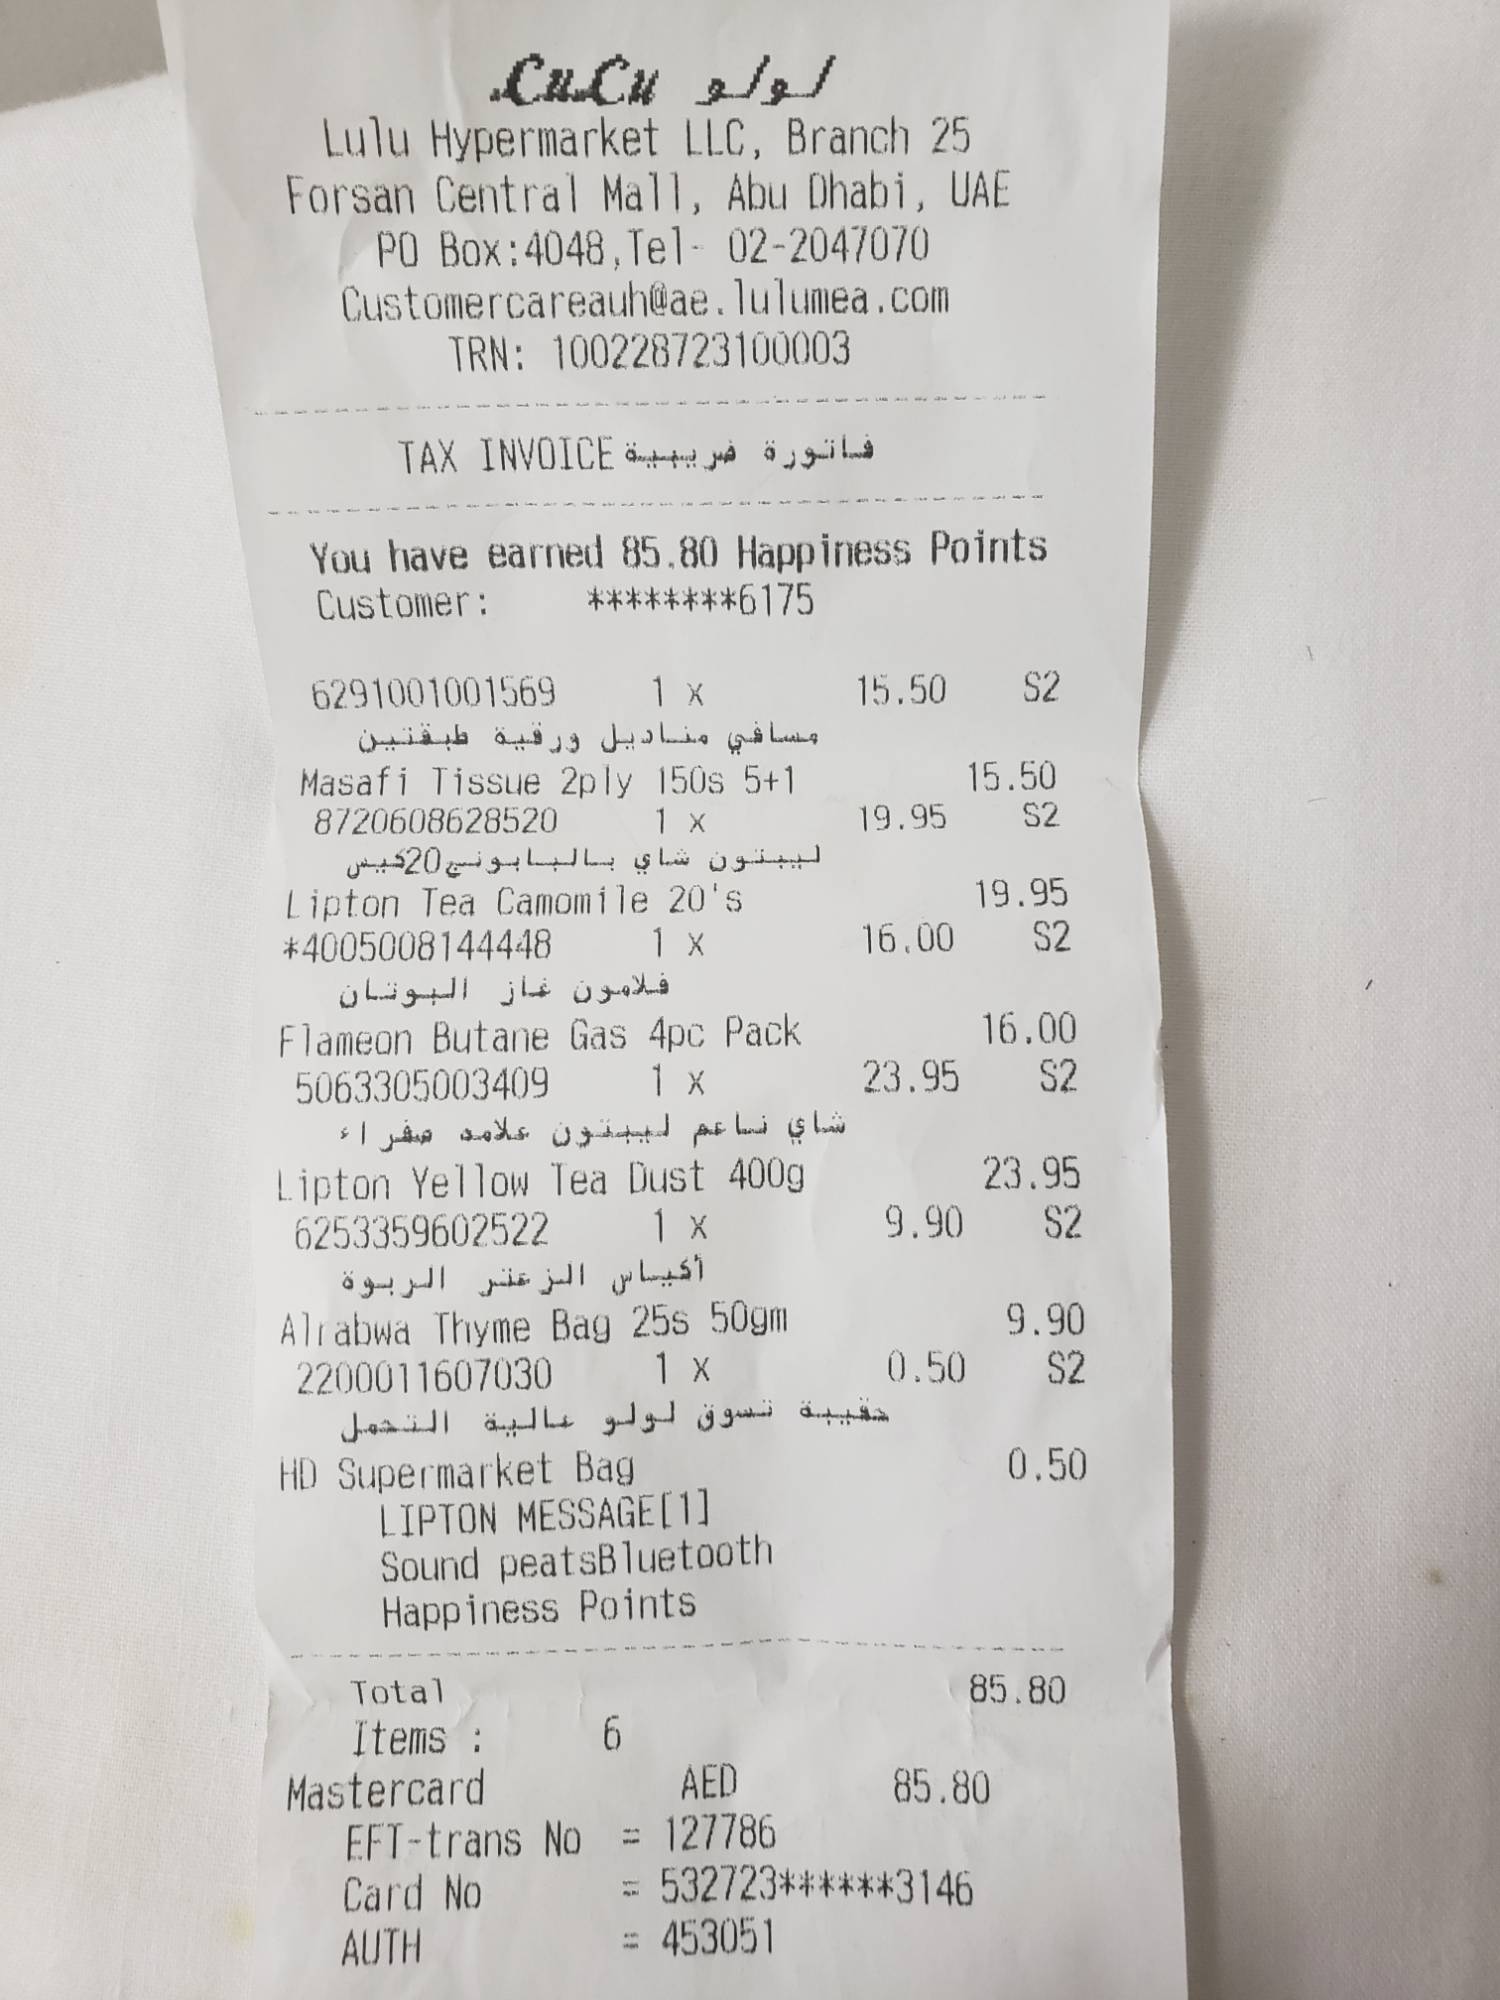 LuLu لولو
Lulu Hypermarket LLC, Branch 25
Forsan Central Mall, Abu Dhabi, UAE
PO Box:4048,Tel- 02-2047070
Customercareauh@ae.lulumea.com
TRN: 100228723100003
TAX INVOICE فاتورة ضريبية
You have earned 85.80 Happiness Points
Customer: ********6175
6291001001569 1 x 15.50 S2
مسافي مناديل ورقية طبقتين
Masafi Tissue 2ply 150s 5+1 15.50
8720608628520 1 x 19.95 S2
ليبتون شاي بالبابونج20كيس
Lipton Tea Camomile 20's 19.95
*4005008144448 1 x 16.00 S2
فلامون غاز البوتان
Flameon Butane Gas 4pc Pack 16.00
5063305003409 1 x 23.95 S2
شاي ناعم ليبتون علامه صفراء
Lipton Yellow Tea Dust 400g 23.95
6253359602522 1 x 9.90 S2
أكياس الزعتر الربوة
Alrabwa Thyme Bag 25s 50gm 9.90
2200011607030 1 x 0.50 S2
حقيبة تسوق لولو عالية التحمل
HD Supermarket Bag 0.50
LIPTON MESSAGE[1]
Sound peatsBluetooth
Happiness Points
Total 85.80
Items : 6
Mastercard AED 85.80
EFT-trans No = 127786
Card No = 532723******3146
AUTH = 453051